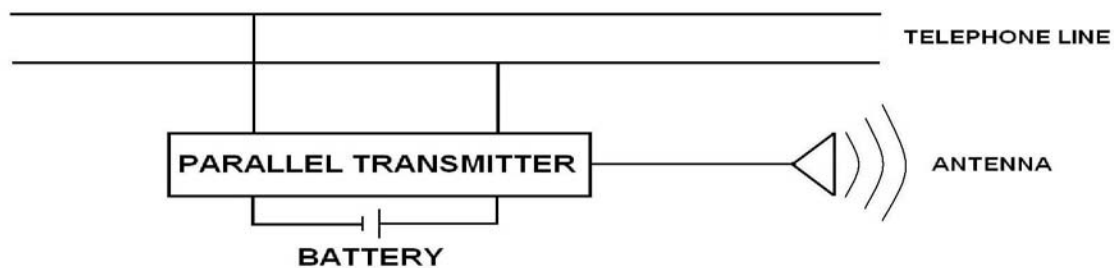 TELEPHONE LINE
PARALLEL TRANSMITTER
ANTENNA
BATTERY